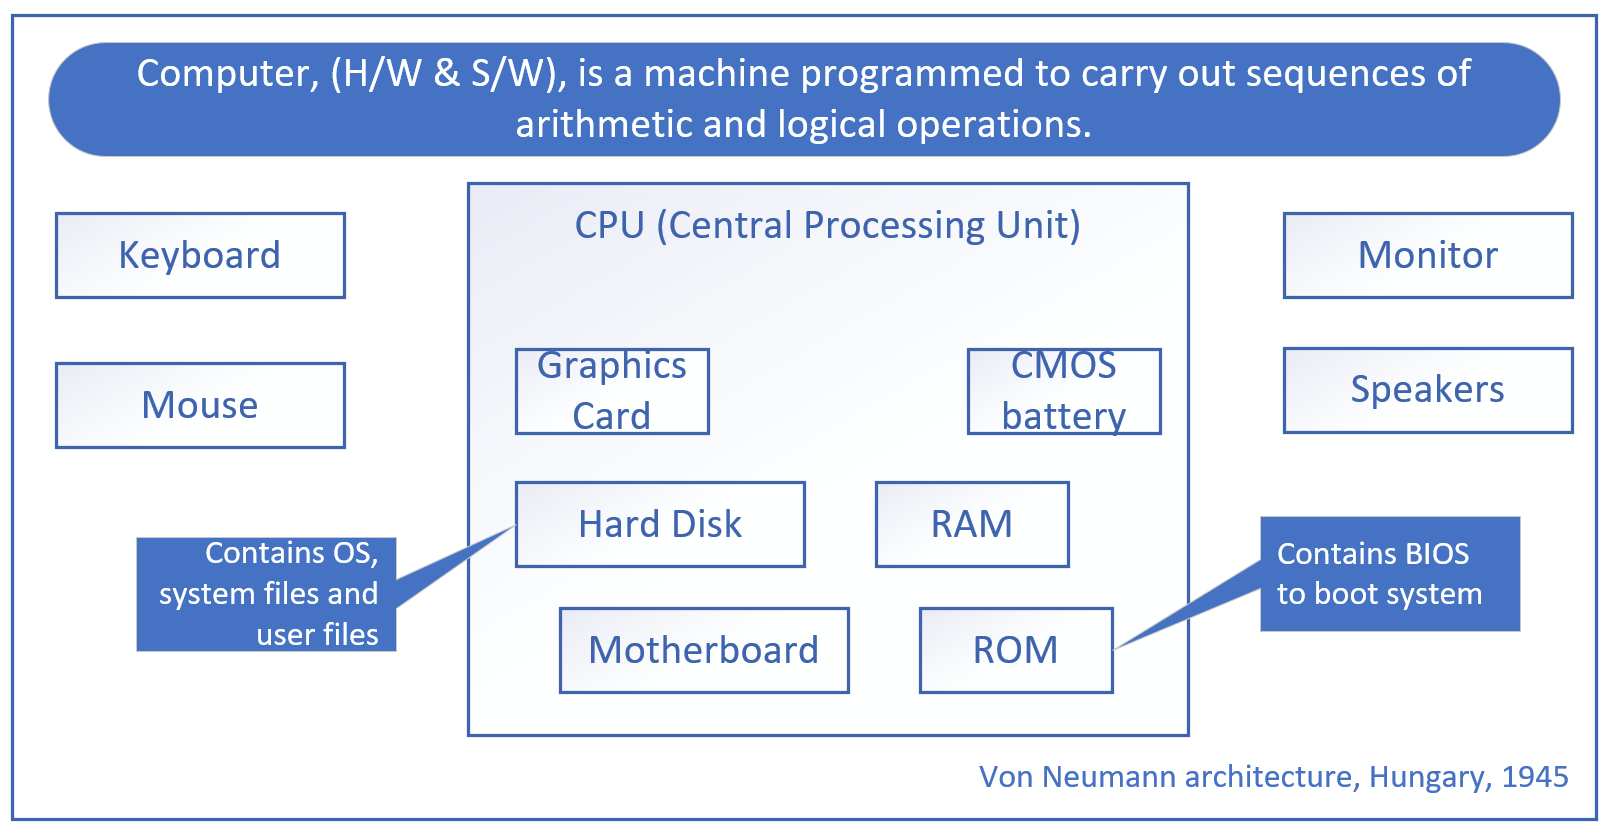 Computer, (H/W & S/W), is a machine programmed to carry out sequences of
arithmetic and logical operations.
CPU (Central Processing Unit)
Keyboard
Monitor
Mouse
Graphics
Card
CMOS
battery
Speakers
Hard Disk
RAM
Contains OS,
system files and
user files
Contains BIOS
to boot system
Motherboard
ROM
Von Neumann architecture, Hungary, 1945